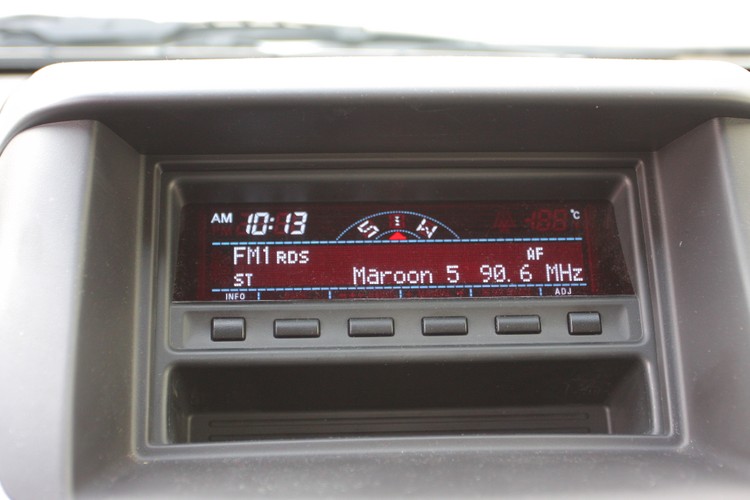 AM 10:13 S W °C
FM1 RDS AF
ST Maroon 5 90.6 MHz
INFO ADJ